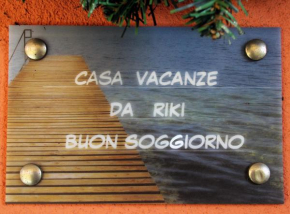 CASA VACANZE
DA RIKI
BUON SOGGIORNO